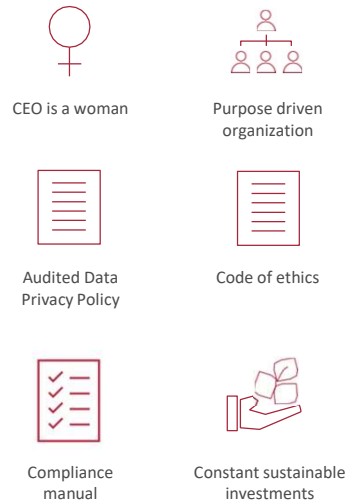 CEO is a woman
Purpose driven
organization
Audited Data
Privacy Policy
Code of ethics
Compliance
manual
Constant sustainable
investments